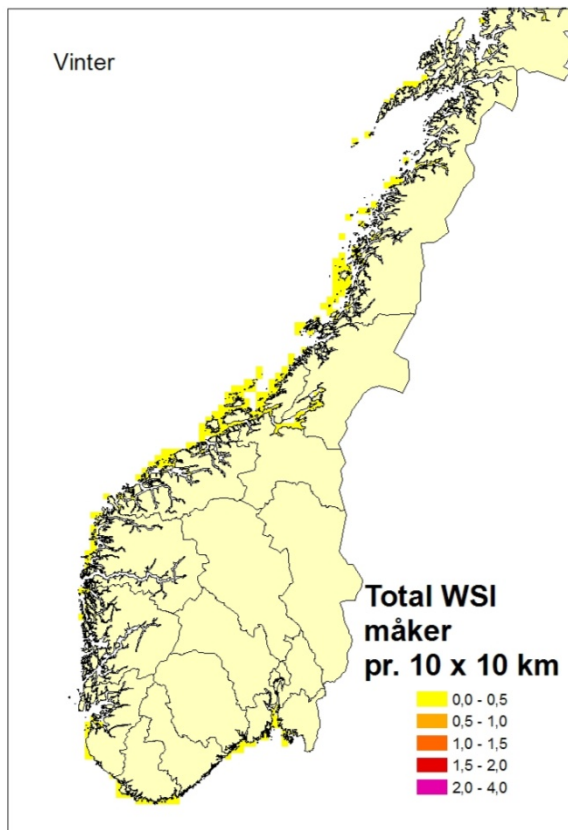 Vinter
Total WSI
måker
pr. 10 x 10 km
0,0 - 0,5
0,5 - 1,0
1,0 - 1,5
1,5 - 2,0
2,0 - 4,0